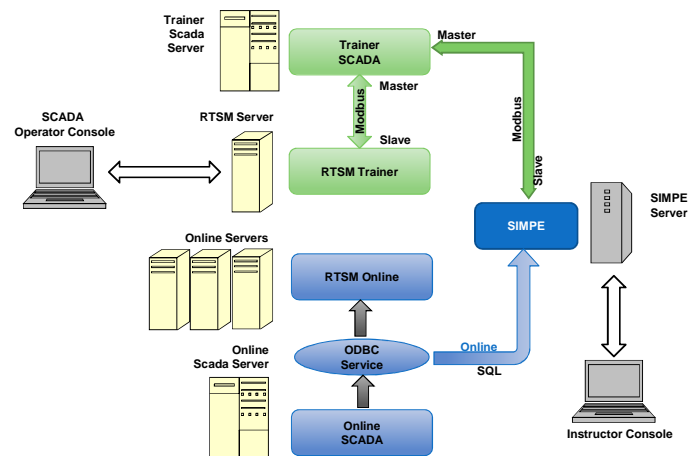 Trainer
Scada
Server
Trainer
SCADA
Master
Master
Modbus
Slave
Modbus
Slave
SCADA
Operator Console
RTSM Server
RTSM Trainer
SIMPE
SIMPE
Server
Online Servers
RTSM Online
Online
Scada Server
ODBC
Service
Online
SQL
Online
SCADA
Instructor Console